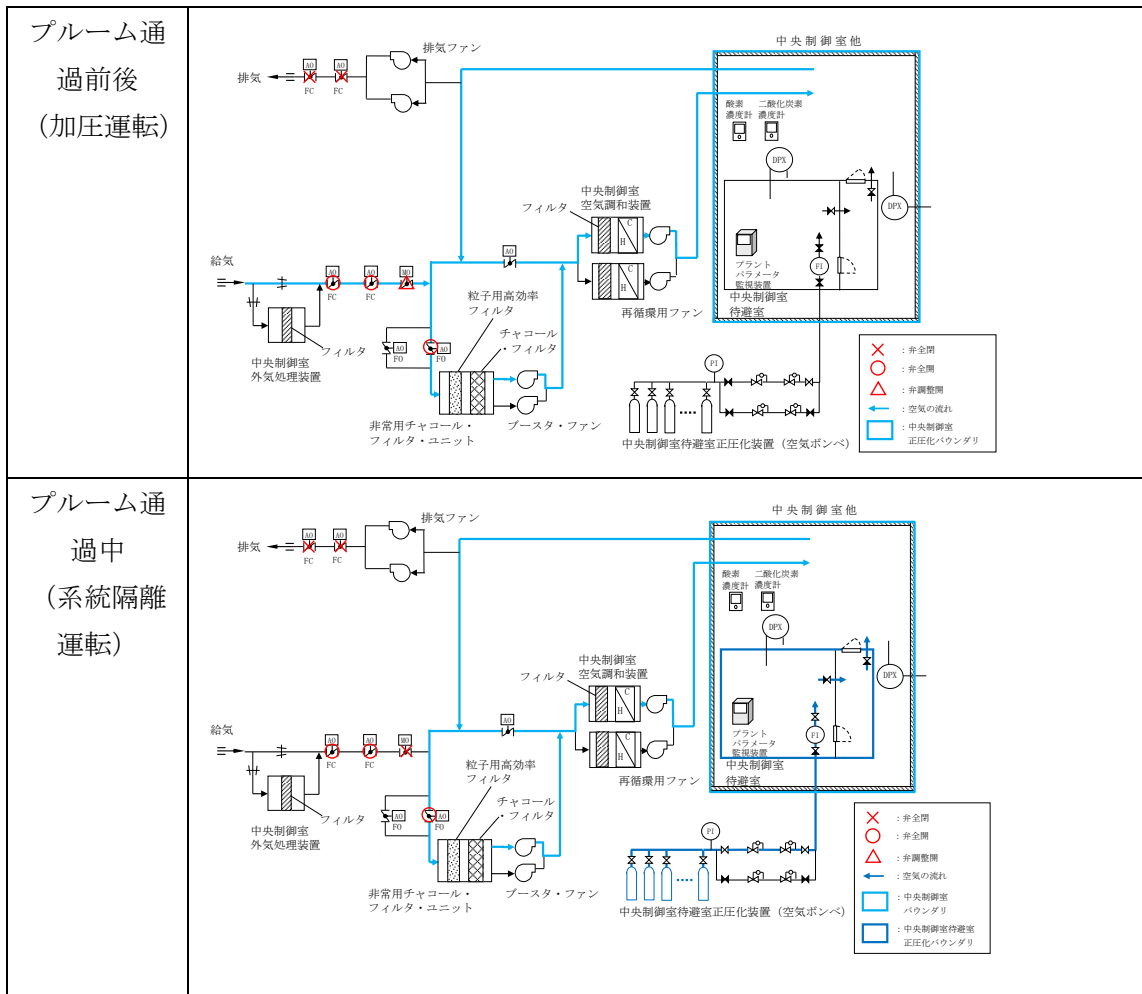 プルーム通
過前後
(加圧運転)
中央制御室他
排気ファン
AO
AO
排気
FC
FC
酸素
濃度計
二酸化炭素
濃度計
DPX
DPX
中央制御室
空気調和装置
フィルタ
C
H
C
H
再循環用ファン
AO
給気
AO
AO
MO
FC
FC
粒子用高効率
フィルタ
チャコール
・フィルタ
AO
FO
AO
FO
フィルタ
中央制御室
外気処理装置
非常用チャコール・
フィルタ・ユニット
ブースタ・ファン
プラント
パラメータ
監視装置
FI
中央制御室
待避室
PI
中央制御室待避室正圧化装置(空気ボンベ)
:弁全閉
:弁全開
:弁調整開
:空気の流れ
:中央制御室
正圧化バウンダリ
プルーム通
過中
(系統隔離
運転)
中央制御室他
排気ファン
AO
AO
排気
FC
FC
酸素
濃度計
二酸化炭素
濃度計
DPX
DPX
中央制御室
空気調和装置
フィルタ
C
H
C
H
再循環用ファン
AO
給気
AO
AO
MO
FC
FC
粒子用高効率
フィルタ
チャコール
・フィルタ
AO
FO
AO
FO
フィルタ
中央制御室
外気処理装置
非常用チャコール・
フィルタ・ユニット
ブースタ・ファン
プラント
パラメータ
監視装置
FI
中央制御室
待避室
PI
中央制御室待避室正圧化装置(空気ボンベ)
:弁全閉
:弁全開
:弁調整開
:空気の流れ
:中央制御室
バウンダリ
:中央制御室待避室
正圧化バウンダリ